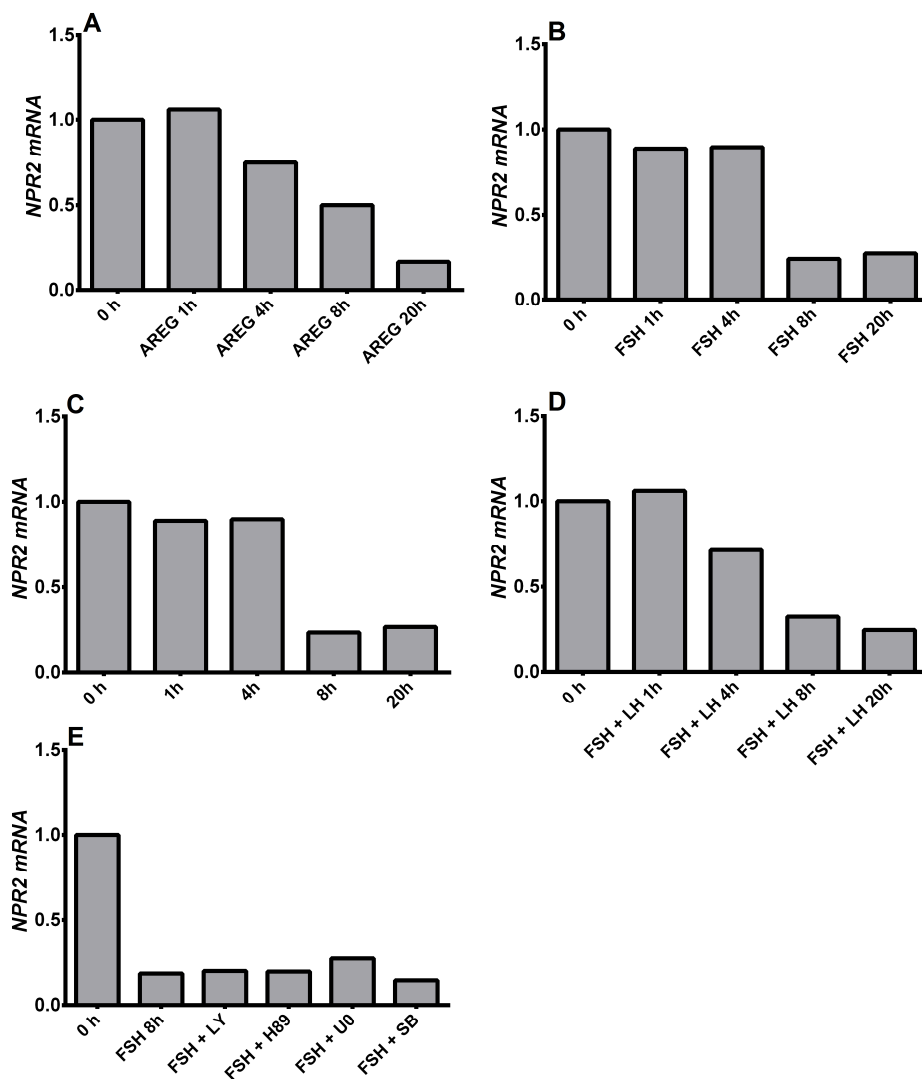 A
1.5
1.0
0.5
0.0
NPR2 mRNA
0 h
AREG 1h
AREG 4h
AREG 8h
AREG 20h
B
1.5
1.0
0.5
0.0
NPR2 mRNA
0 h
FSH 1h
FSH 4h
FSH 8h
FSH 20h
C
1.5
1.0
0.5
0.0
NPR2 mRNA
0 h
1h
4h
8h
20h
D
1.5
1.0
0.5
0.0
NPR2 mRNA
0 h
FSH + LH 1h
FSH + LH 4h
FSH + LH 8h
FSH + LH 20h
E
1.5
1.0
0.5
0.0
NPR2 mRNA
0 h
FSH 8h
FSH + LY
FSH + H89
FSH + U0
FSH + SB